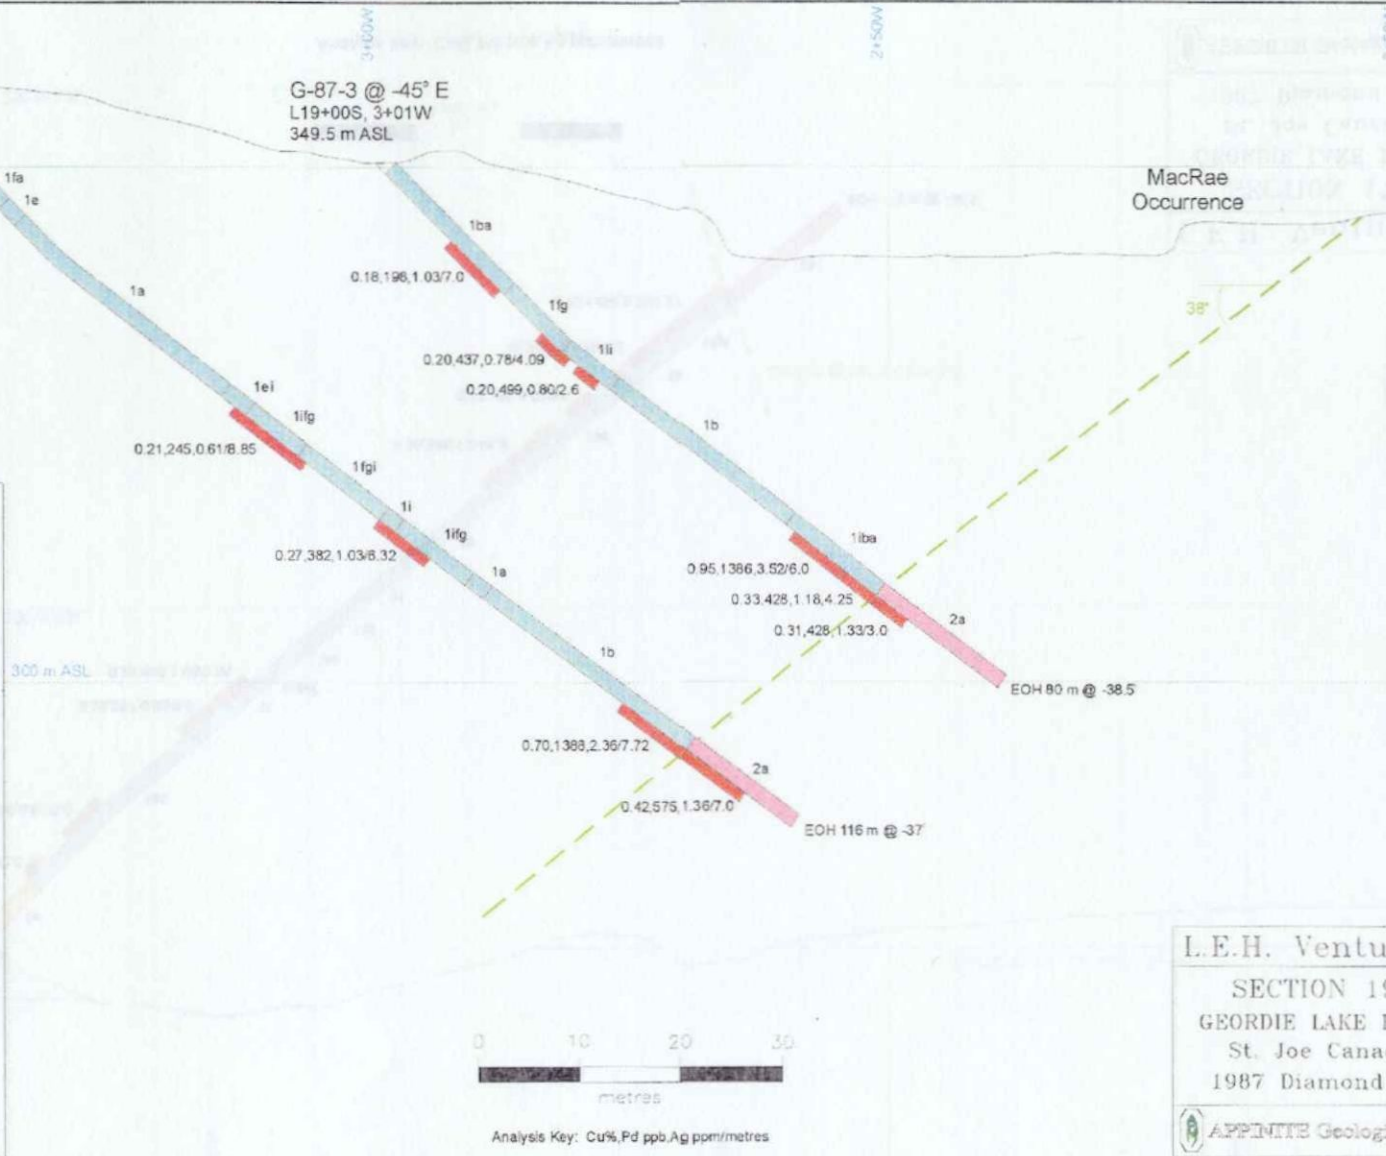 3+00W
2+50W
G-87-3 @ -45° E
L19+00S, 3+01W
349.5 m ASL
MacRae
Occurrence
1fa
1e
1ba
0.18,196,1.03/7.0
1a
1fg
38°
0.20,437,0.78/4.09
1li
0.20,499,0.80/2.6
1ei
1ifg
1b
0.21,245,0.61/8.85
1fgi
1i
1ifg
1iba
0.27,382,1.03/6.32
0.95,1386,3.52/6.0
1a
0.33,428,1.18,4.25
2a
0.31,428,1.33/3.0
1b
300 m ASL
EOH 80 m @ -38.5
0.70,1388,2.36/7.72
2a
0.42,575,1.36/7.0
EOH 116 m @ -37°
L.E.H. Ventu
SECTION 19
GEORDIE LAKE
St. Joe Cana
1987 Diamond
0 10 20 30
metres
APPINITE Geolog
Analysis Key: Cu%,Pd ppb,Ag ppm/metres